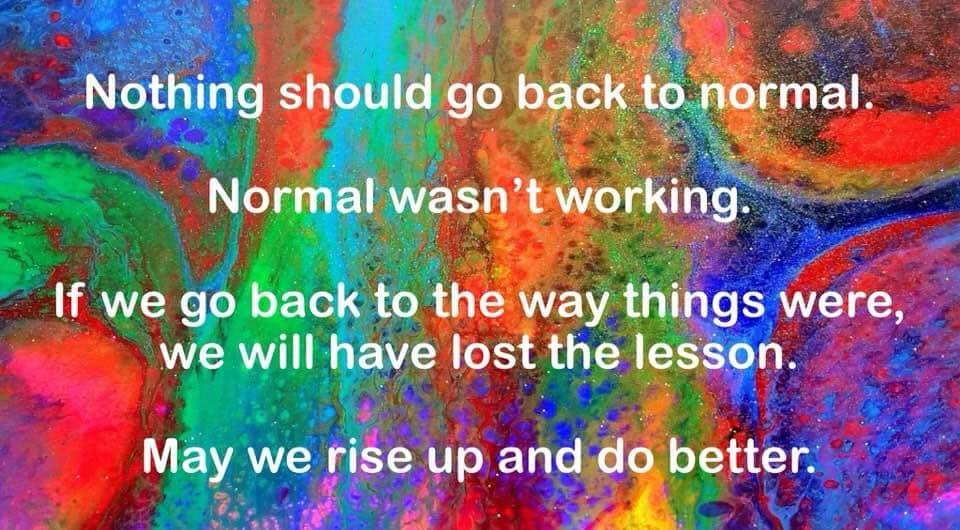 Nothing should go back to normal.
Normal wasn’t working.
If we go back to the way things were,
we will have lost the lesson.
May we rise up and do better.